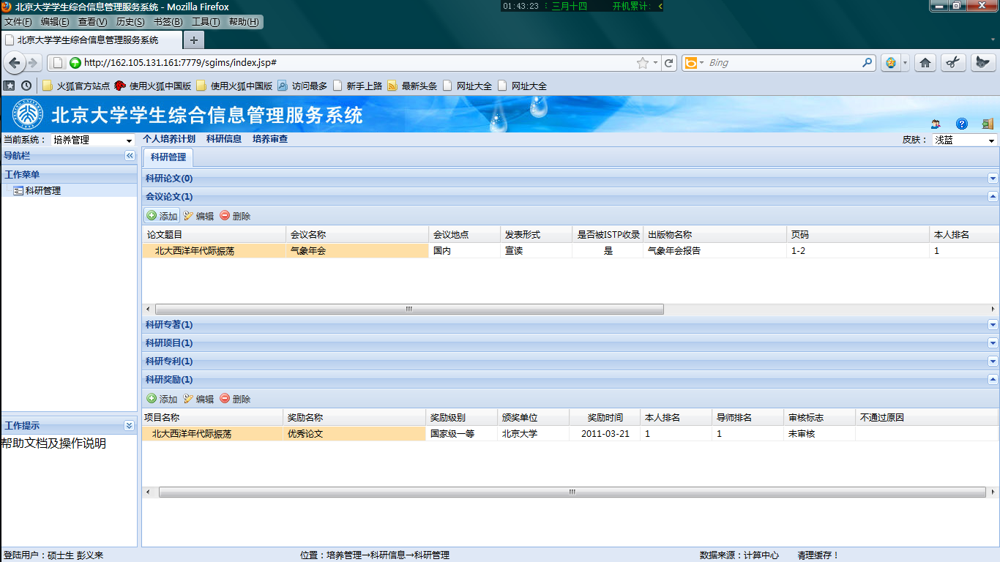 北京大学学生综合信息管理服务系统 - Mozilla Firefox
01:43:23 ： 三月十四 开机累计：
文件(F) 编辑(E) 查看(V) 历史(S) 书签(B) 工具(T) 帮助(H)
北京大学学生综合信息管理服务系统 +
http://162.105.131.161:7779/sgims/index.jsp# Bing
火狐官方站点 使用火狐中国版 使用火狐中国版 访问最多 新手上路 最新头条 网址大全 网址大全
北京大学学生综合信息管理服务系统
当前系统： 培养管理 个人培养计划 科研信息 培养审查 皮肤： 浅蓝
导航栏 科研管理
工作菜单
科研管理
科研论文(0)
会议论文(1)
添加 编辑 删除
论文题目 会议名称 会议地点 发表形式 是否被ISTP收录 出版物名称 页码 本人排名
北大西洋年代际振荡 气象年会 国内 宣读 是 气象年会报告 1-2 1
科研专著(1)
科研项目(1)
科研专利(1)
科研奖励(1)
添加 编辑 删除
项目名称 奖励名称 奖励级别 颁奖单位 奖励时间 本人排名 导师排名 审核标志 不通过原因
北大西洋年代际振荡 优秀论文 国家级一等 北京大学 2011-03-21 1 1 未审核
工作提示
帮助文档及操作说明
登陆用户：硕士生 彭义来 位置：培养管理→科研信息→科研管理 数据来源：计算中心 清理缓存！